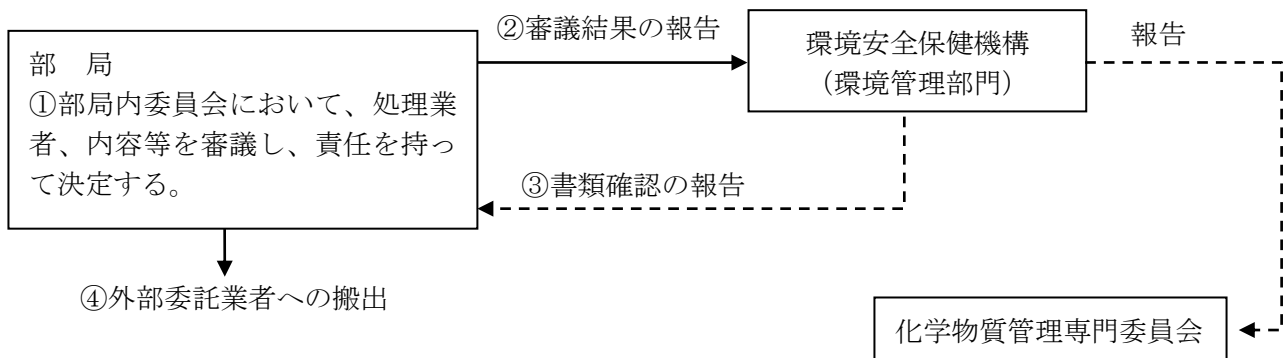 部　局
①部局内委員会において、処理業
者、内容等を審議し、責任を持っ
て決定する。
②審議結果の報告
環境安全保健機構
（環境管理部門）
報告
③書類確認の報告
④外部委託業者への搬出
化学物質管理専門委員会